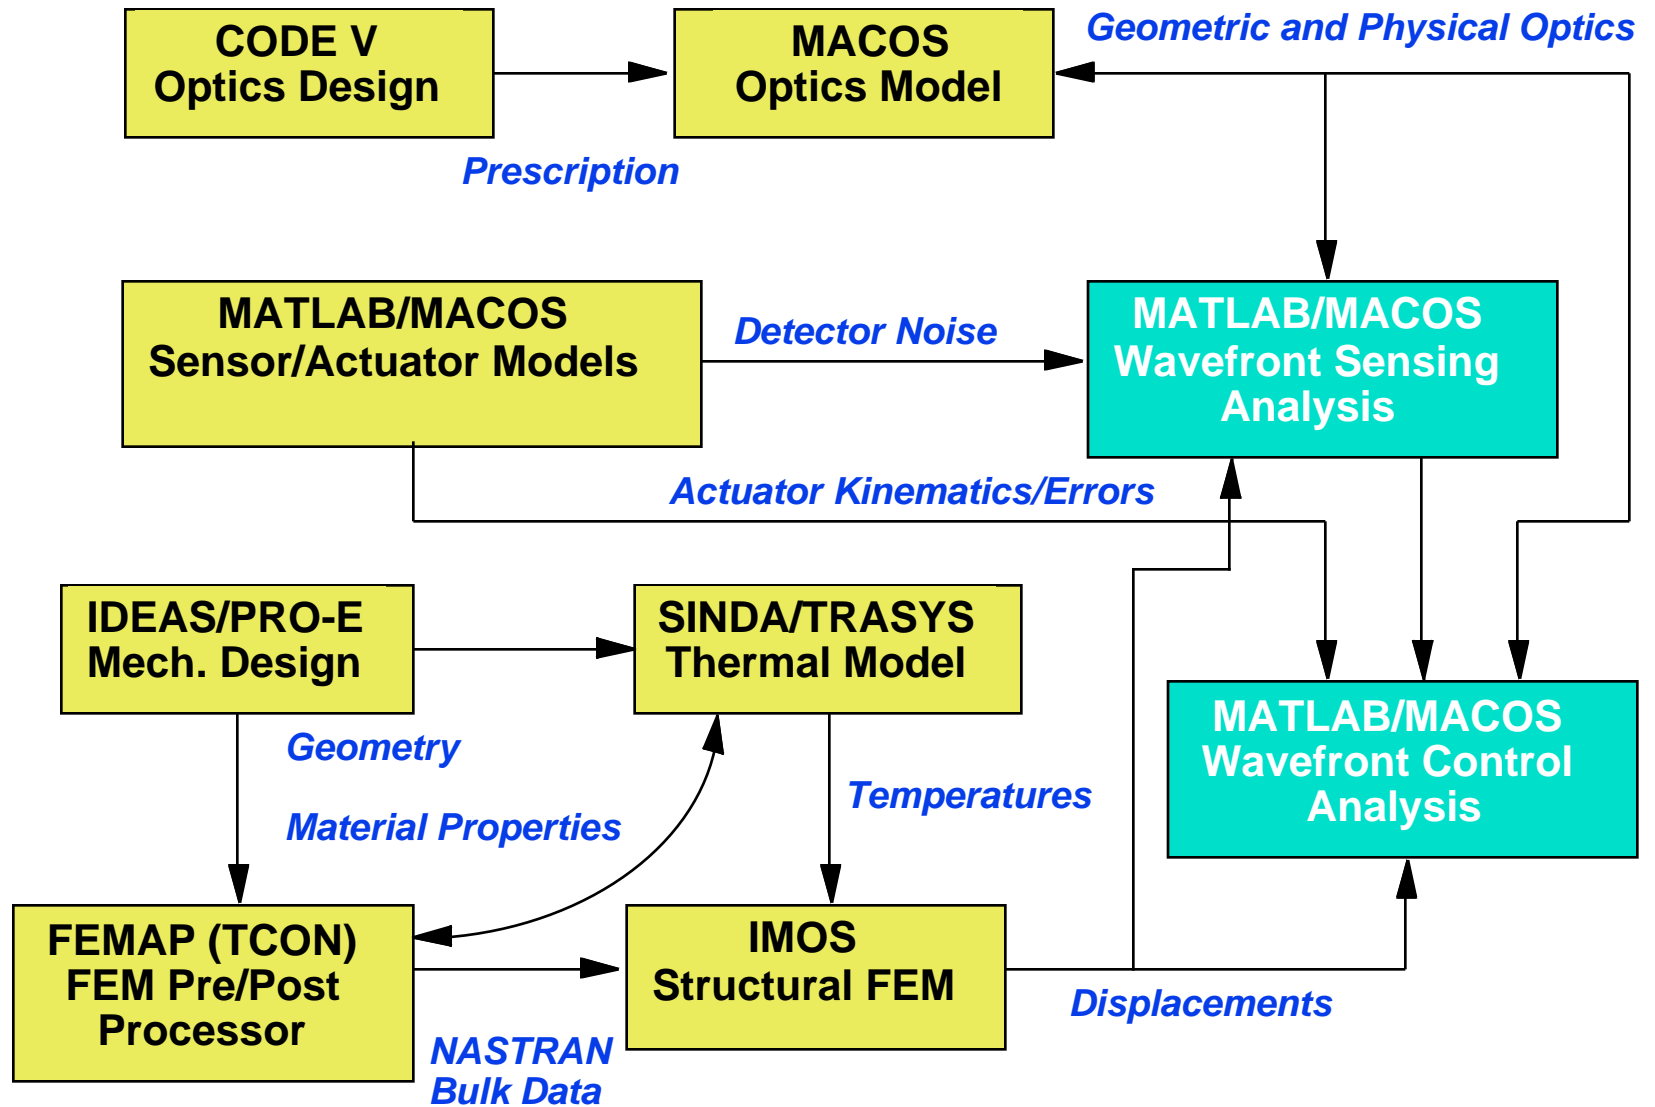 CODE V
Optics Design
MACOS
Optics Model
Geometric and Physical Optics
Prescription
MATLAB/MACOS
Sensor/Actuator Models
Detector Noise
MATLAB/MACOS
Wavefront Sensing
Analysis
Actuator Kinematics/Errors
IDEAS/PRO-E
Mech. Design
SINDA/TRASYS
Thermal Model
Geometry
Material Properties
Temperatures
MATLAB/MACOS
Wavefront Control
Analysis
FEMAP (TCON)
FEM Pre/Post
Processor
IMOS
Structural FEM
Displacements
NASTRAN
Bulk Data